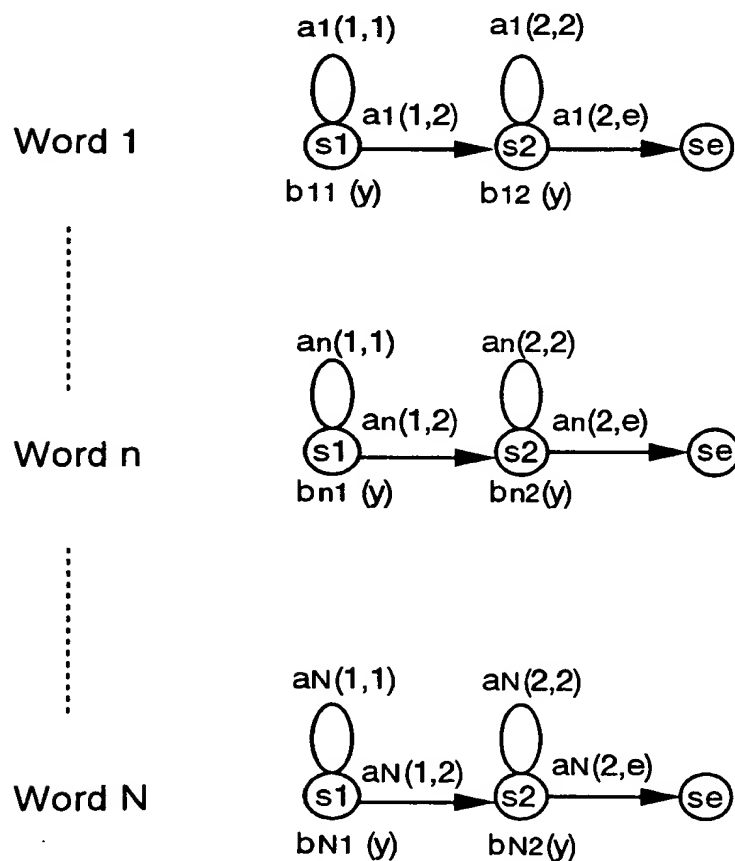 a1(1,1) a1(2,2)
Word 1 s1 a1(1,2) s2 a1(2,e) se
b11 (y) b12 (y)
an(1,1) an(2,2)
Word n s1 an(1,2) s2 an(2,e) se
bn1 (y) bn2(y)
aN(1,1) aN(2,2)
Word N s1 aN(1,2) s2 aN(2,e) se
bN1 (y) bN2(y)